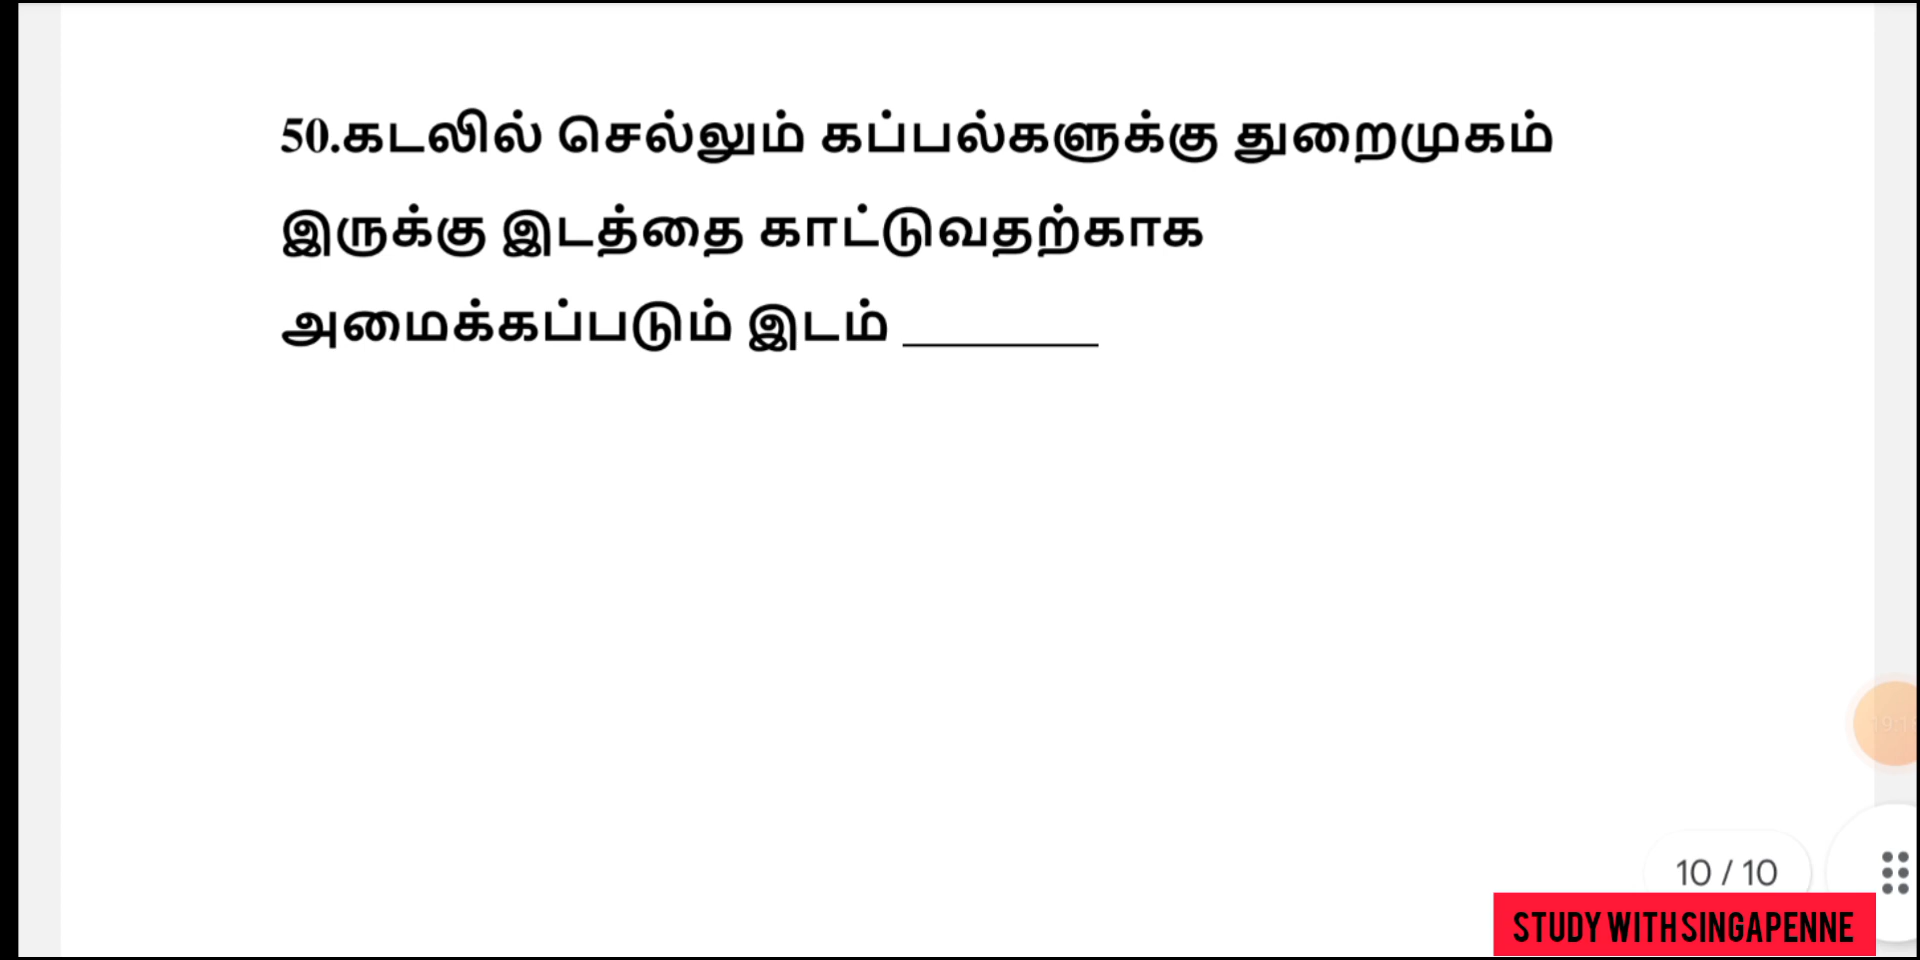 50.கடலில் செல்லும் கப்பல்களுக்கு துறைமுகம்
இருக்கு இடத்தை காட்டுவதற்காக
அமைக்கப்படும் இடம் ________
10 / 10
STUDY WITH SINGAPENNE